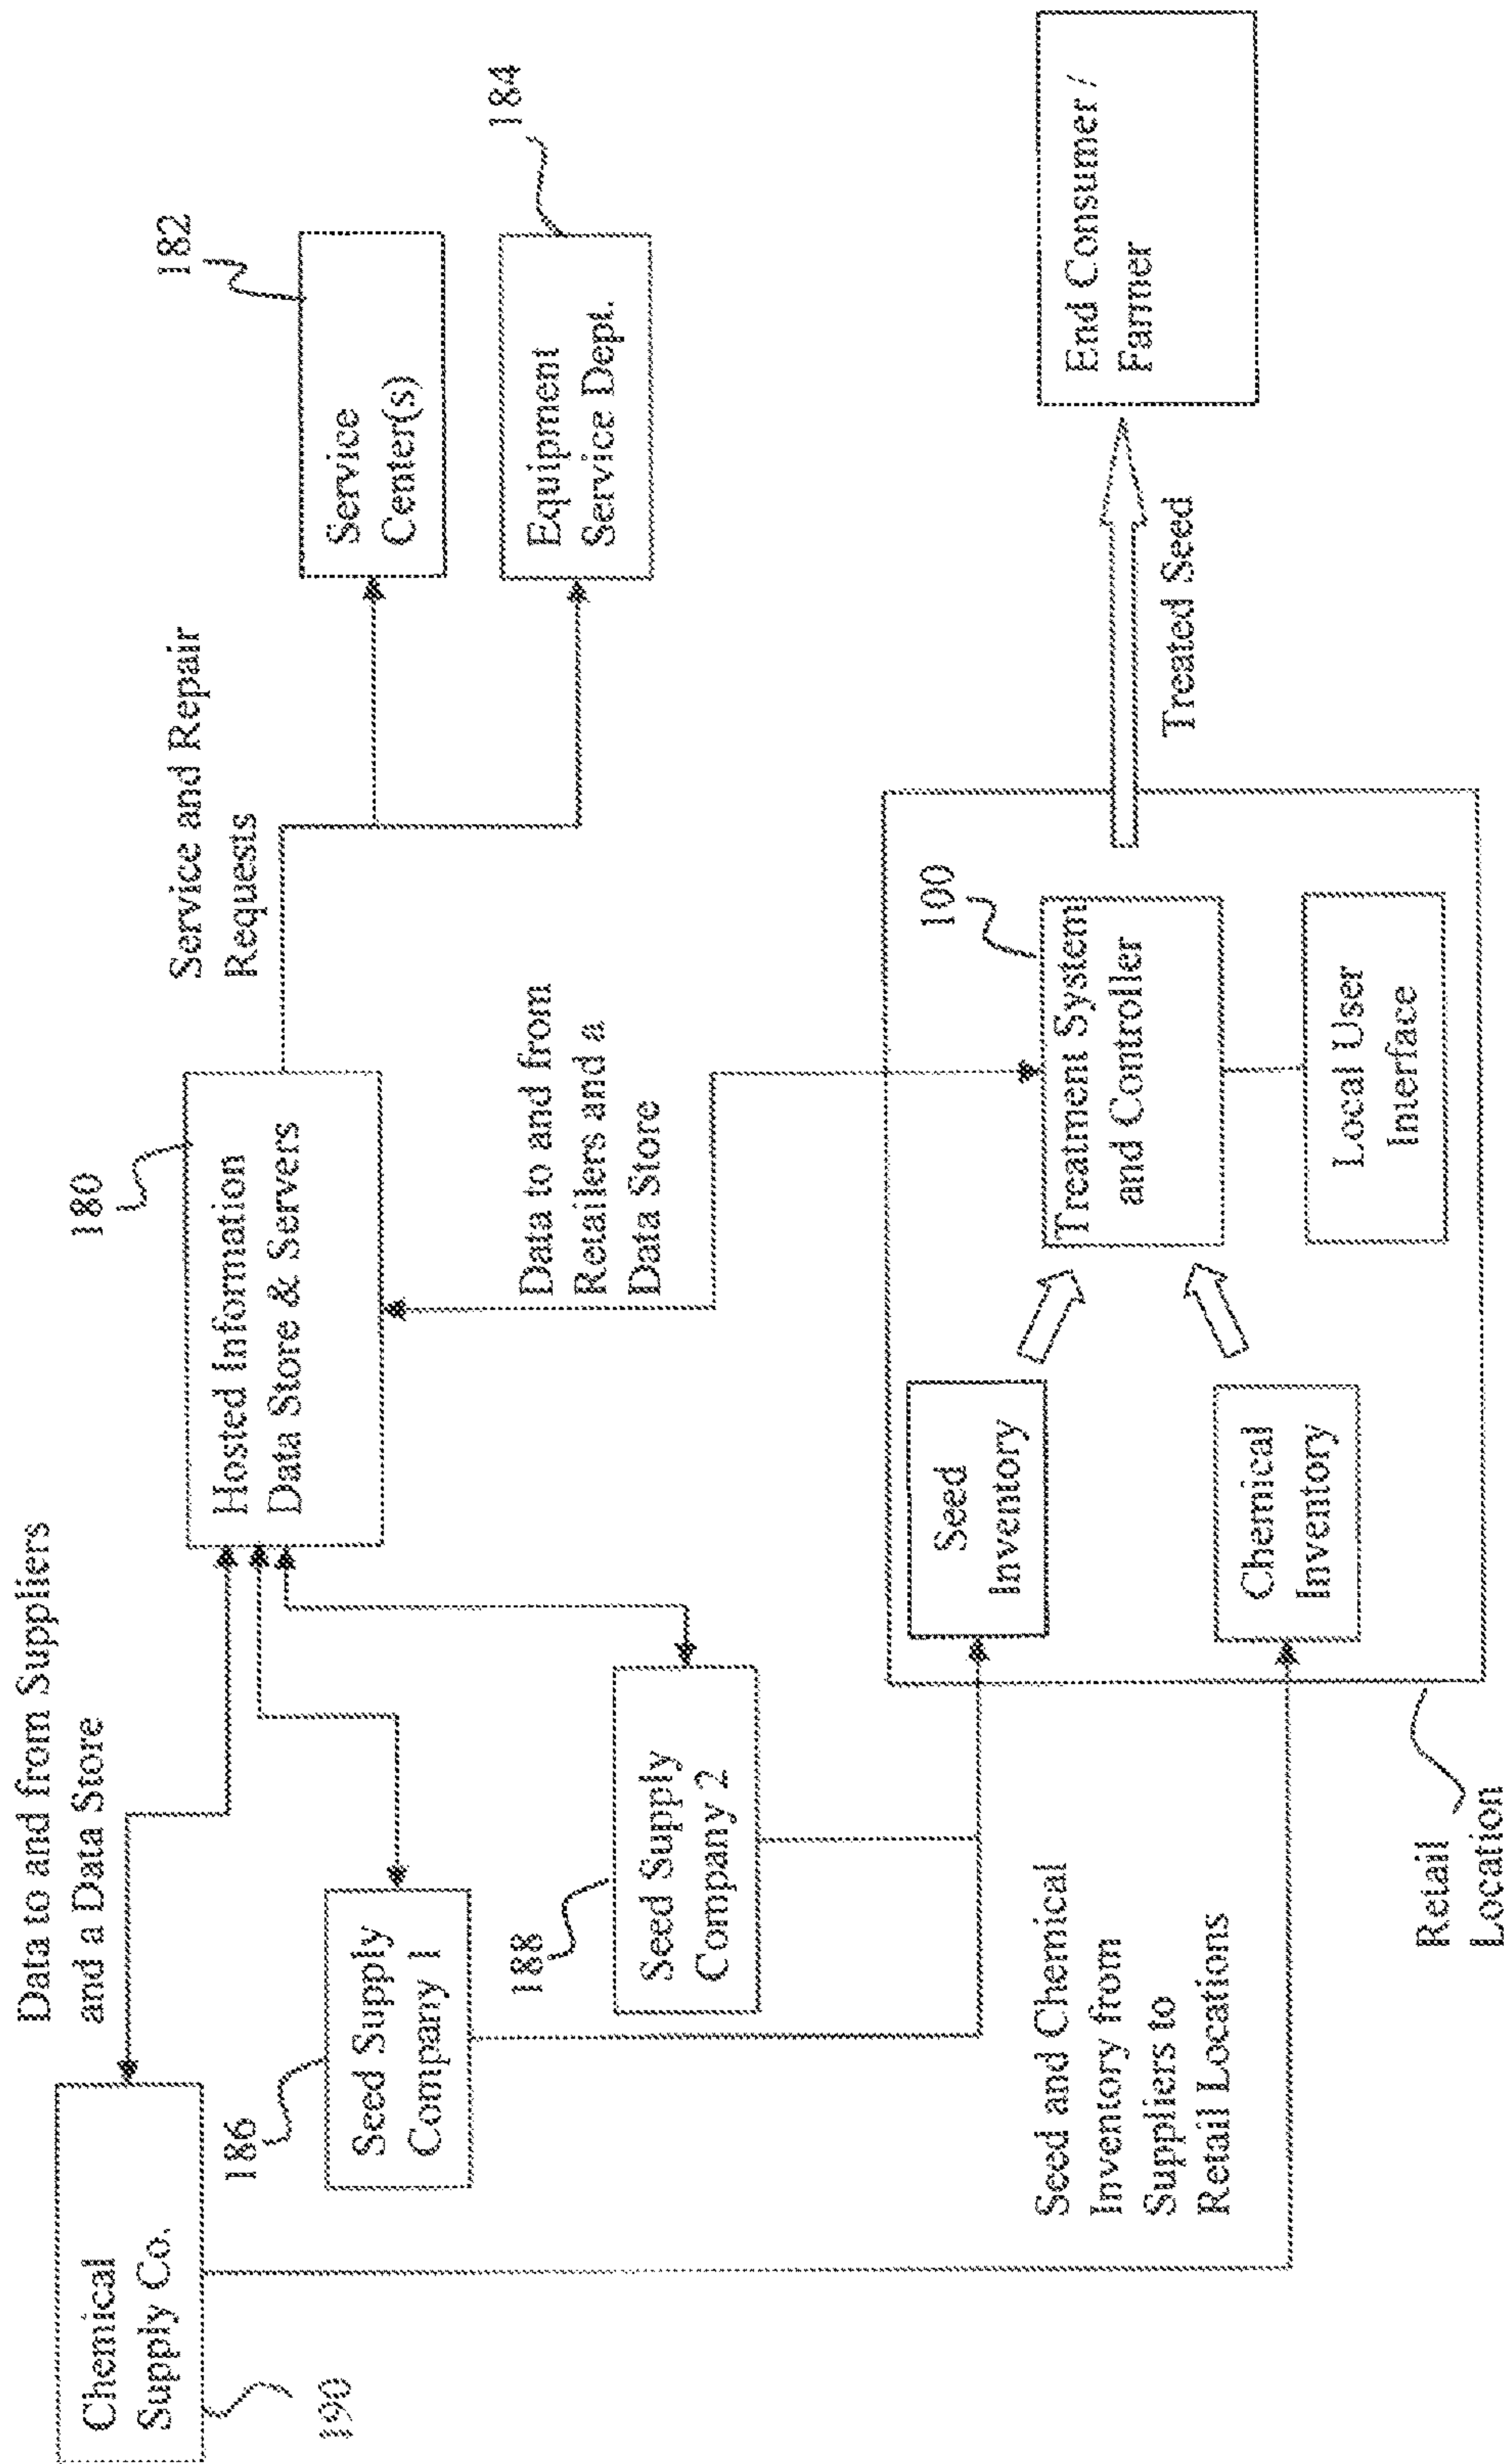 Chemical
Supply Co.
190
Data to and from Suppliers
and a Data Store
186
Seed Supply
Company 1
188
Seed Supply
Company 2
180
Hosted Information
Data Store & Servers
Service and Repair
Requests
182
Service
Center(s)
184
Equipment
Service Dept.
Data to and from
Retailers and a
Data Store
Seed and Chemical
Inventory from
Suppliers to
Retail Locations
Retail
Location
Seed
Inventory
Chemical
Inventory
100
Treatment System
and Controller
Local User
Interface
Treated Seed
End Consumer /
Farmer